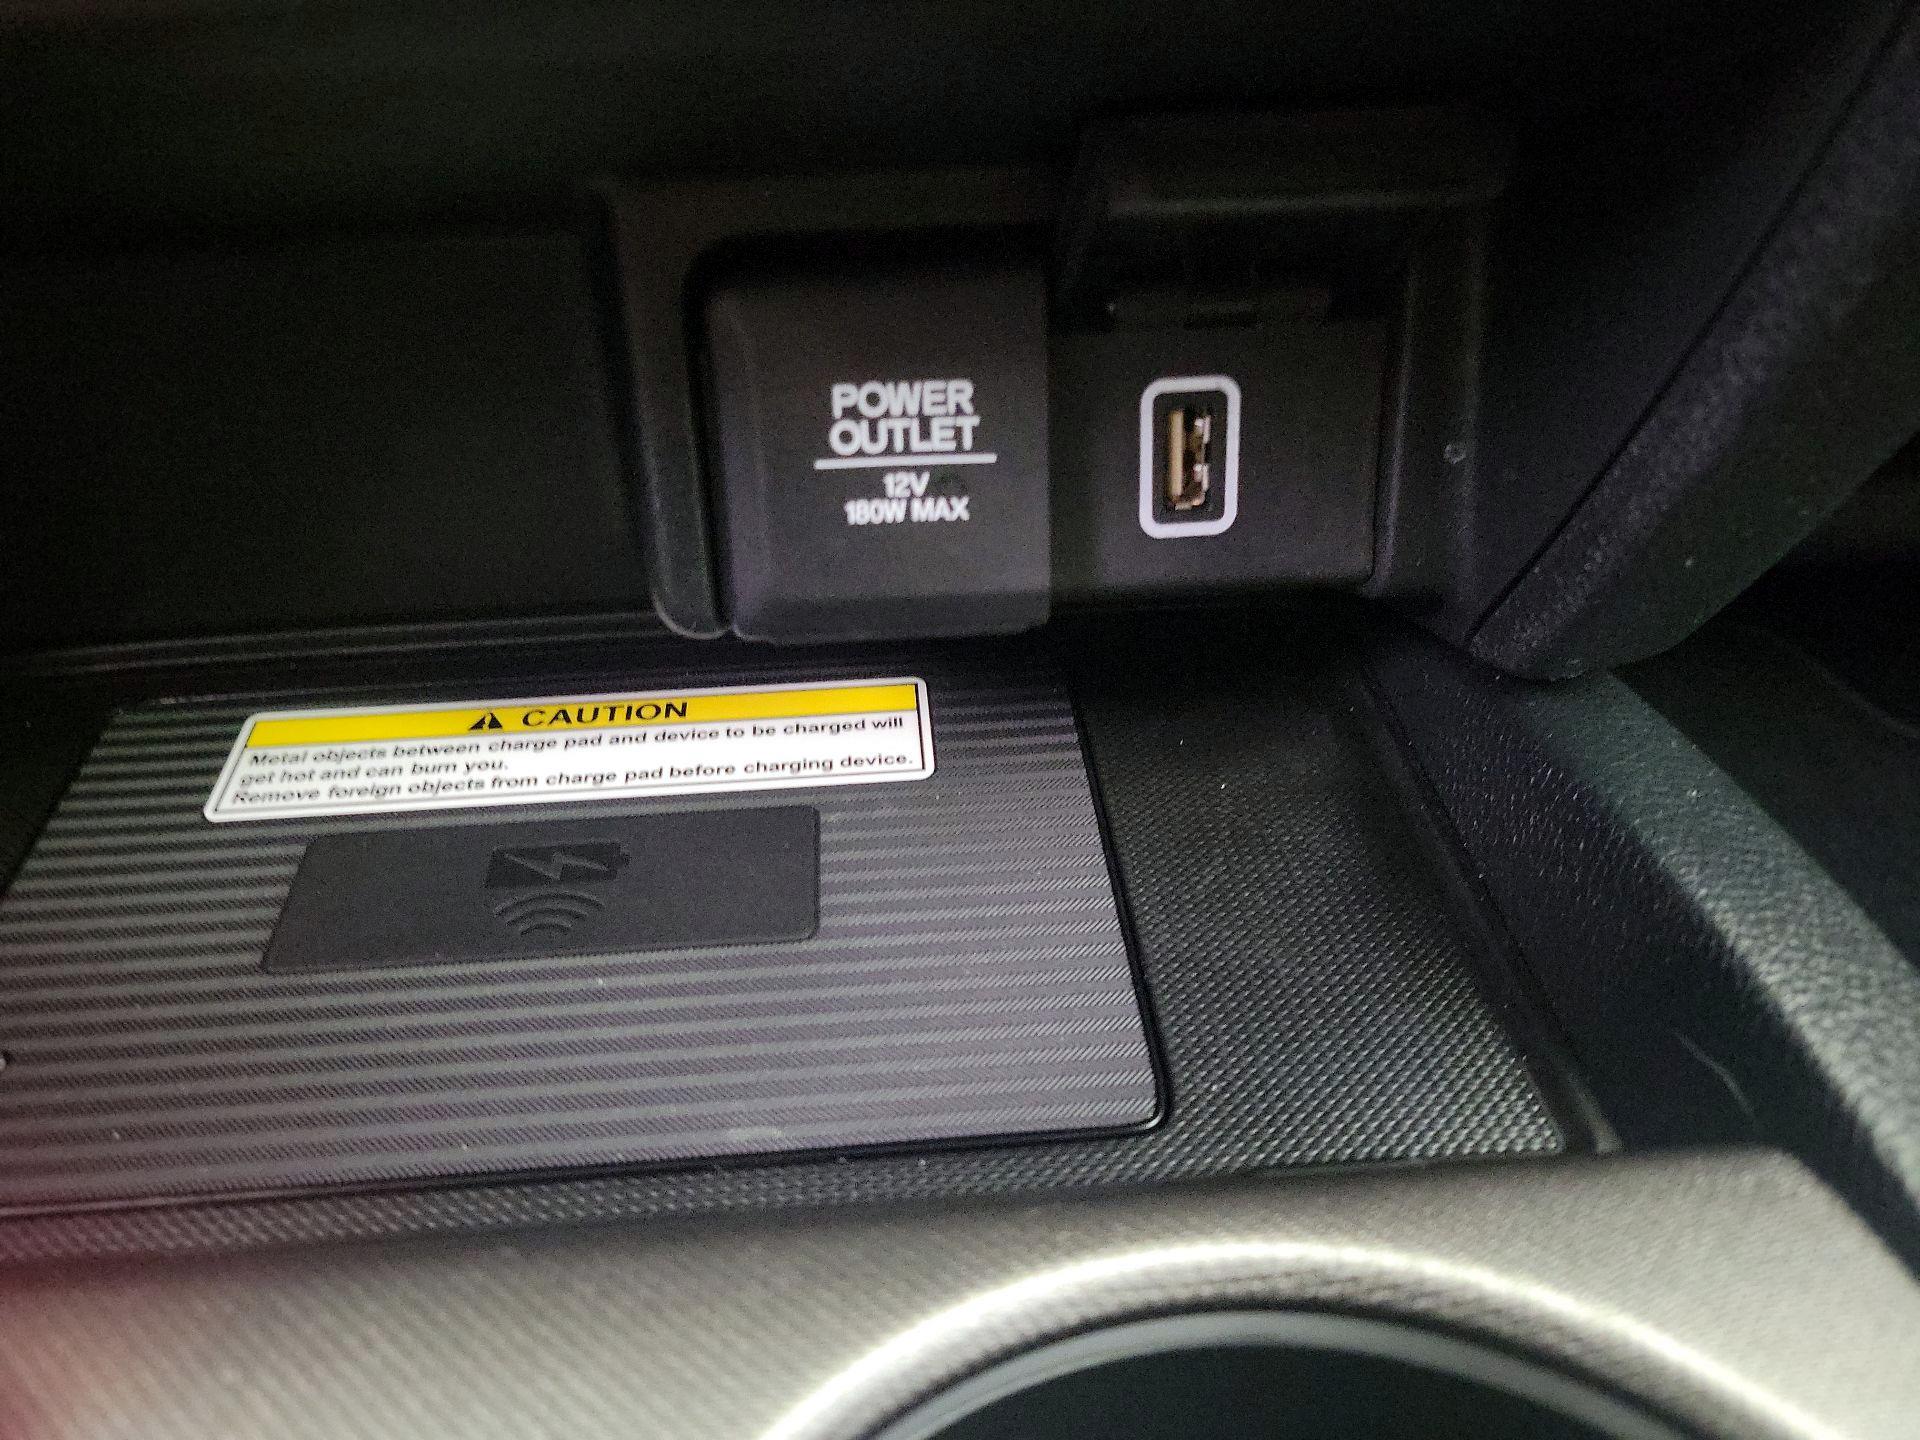 POWER
OUTLET
12V
180W MAX
CAUTION
Metal objects between charge pad and device to be charged will
get hot and can burn you.
Remove foreign objects from charge pad before charging device.